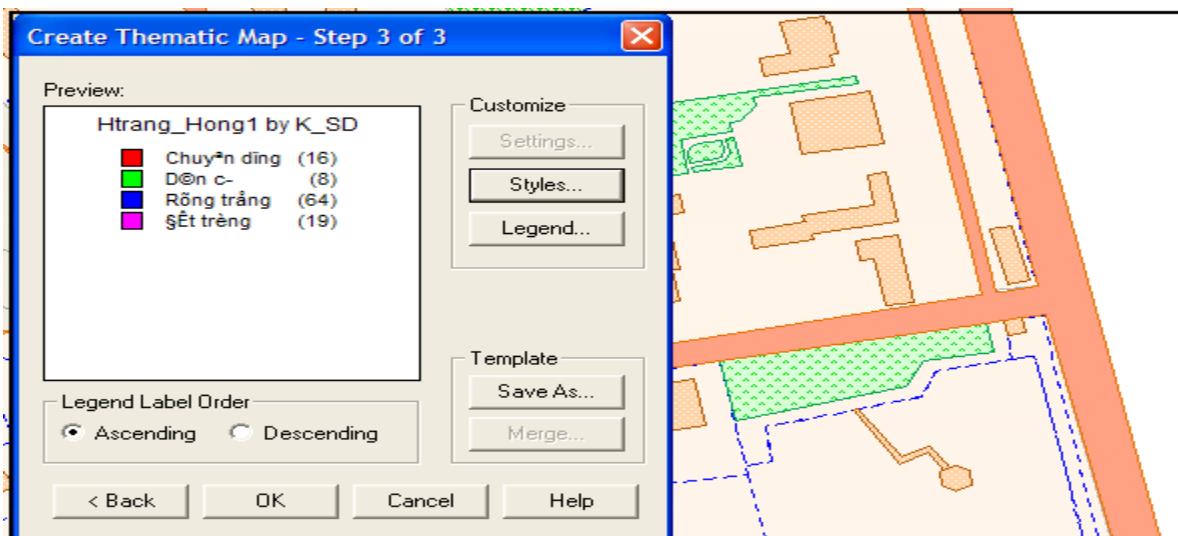 Create Thematic Map - Step 3 of 3
Preview:
Htrang_Hong1 by K_SD
Chuyªn dïng (16)
D©n c- (8)
Rõng trång (64)
§Êt trèng (19)
Customize
Settings...
Styles...
Legend...
Template
Save As...
Merge...
Legend Label Order
Ascending Descending
< Back OK Cancel Help